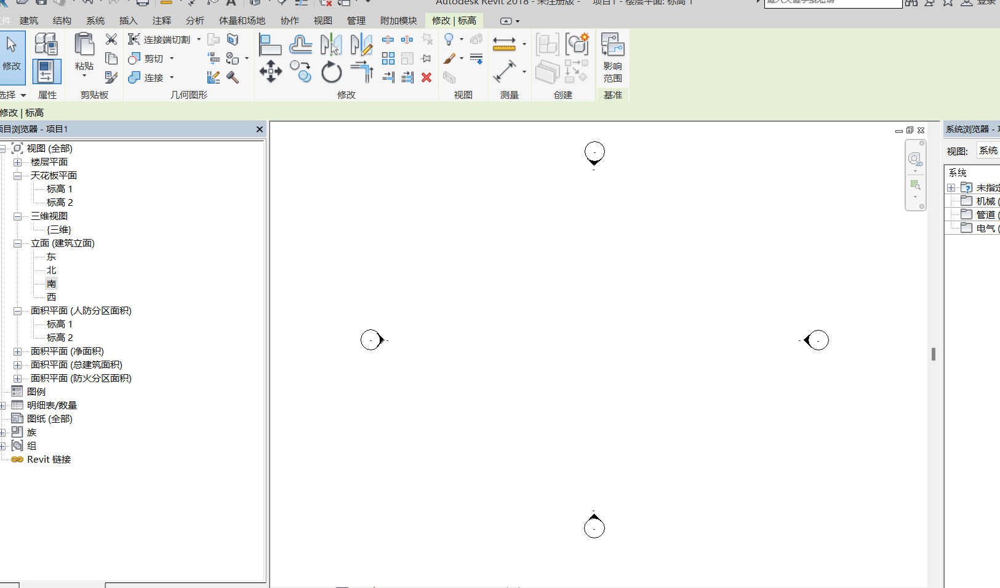 Autodesk Revit 2018 - 未注册版 - 项目1 - 楼层平面: 标高 1
登录
件 建筑 结构 系统 插入 注释 分析 体量和场地 协作 视图 管理 附加模块 修改 | 标高
修改
粘贴
连接端切割
剪切
连接
影响
范围
选择 属性 剪贴板 几何图形 修改 视图 测量 创建 基准
修改 | 标高
项目浏览器 - 项目1
视图 (全部)
楼层平面
天花板平面
标高 1
标高 2
三维视图
{三维}
立面 (建筑立面)
东
北
南
西
面积平面 (人防分区面积)
标高 1
标高 2
面积平面 (净面积)
面积平面 (总建筑面积)
面积平面 (防火分区面积)
图例
明细表/数量
图纸 (全部)
族
组
Revit 链接
2D
系统浏览器 -
视图: 系统
系统
未指定
机械 (
管道 (
电气 (